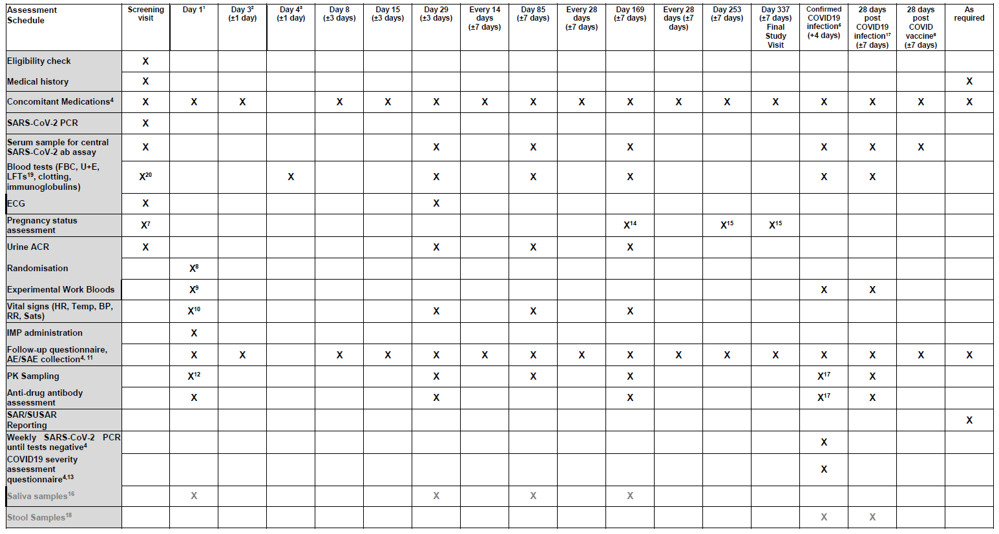 Assessment Schedule | Screening visit | Day 1¹ | Day 3² (±1 day) | Day 4³ (±1 day) | Day 8 (±3 days) | Day 15 (±3 days) | Day 29 (±3 days) | Every 14 days (±7 days) | Day 85 (±7 days) | Every 28 days (±7 days) | Day 169 (±7 days) | Every 28 days (±7 days) | Day 253 (±7 days) | Day 337 (±7 days) Final Study Visit | Confirmed COVID19 infection⁶ (+4 days) | 28 days post COVID19 infection¹⁷ (±7 days) | 28 days post COVID vaccine⁶ (±7 days) | As required
Eligibility check | X | | | | | | | | | | | | | | | | |
Medical history | X | | | | | | | | | | | | | | | | | X
Concomitant Medications⁴ | X | X | X | | X | X | X | X | X | X | X | X | X | X | X | X | X | X
SARS-CoV-2 PCR | X | | | | | | | | | | | | | | | | |
Serum sample for central SARS-CoV-2 ab assay | X | | | | | | X | | X | | X | | | | X | X | X |
Blood tests (FBC, U+E, LFTs¹⁹, clotting, immunoglobulins) | X²⁰ | | | X | | | X | | X | | X | | | | X | X | |
ECG | X | | | | | | X | | | | | | | | | | |
Pregnancy status assessment | X⁷ | | | | | | | | | | X¹⁴ | | X¹⁵ | X¹⁵ | | | |
Urine ACR | X | | | | | | X | | X | | X | | | | | | |
Randomisation | | X⁸ | | | | | | | | | | | | | | | |
Experimental Work Bloods | | X⁹ | | | | | | | | | | | | | X | X | |
Vital signs (HR, Temp, BP, RR, Sats) | | X¹⁰ | | | | | X | | X | | X | | | | | | |
IMP administration | | X | | | | | | | | | | | | | | | |
Follow-up questionnaire, AE/SAE collection⁴, ¹¹ | | X | X | | X | X | X | X | X | X | X | X | X | X | X | X | X | X
PK Sampling | | X¹² | | | | | X | | X | | X | | | | X¹⁷ | X | |
Anti-drug antibody assessment | | X | | | | | X | | | | X | | | | X¹⁷ | X | |
SAR/SUSAR Reporting | | | | | | | | | | | | | | | | | | X
Weekly SARS-CoV-2 PCR until tests negative⁴ | | | | | | | | | | | | | | | X | | |
COVID19 severity assessment questionnaire⁴,¹³ | | | | | | | | | | | | | | | X | | |
Saliva samples¹⁶ | | X | | | | | X | | X | | X | | | | | | |
Stool Samples¹⁸ | | | | | | | | | | | | | | | X | X | |